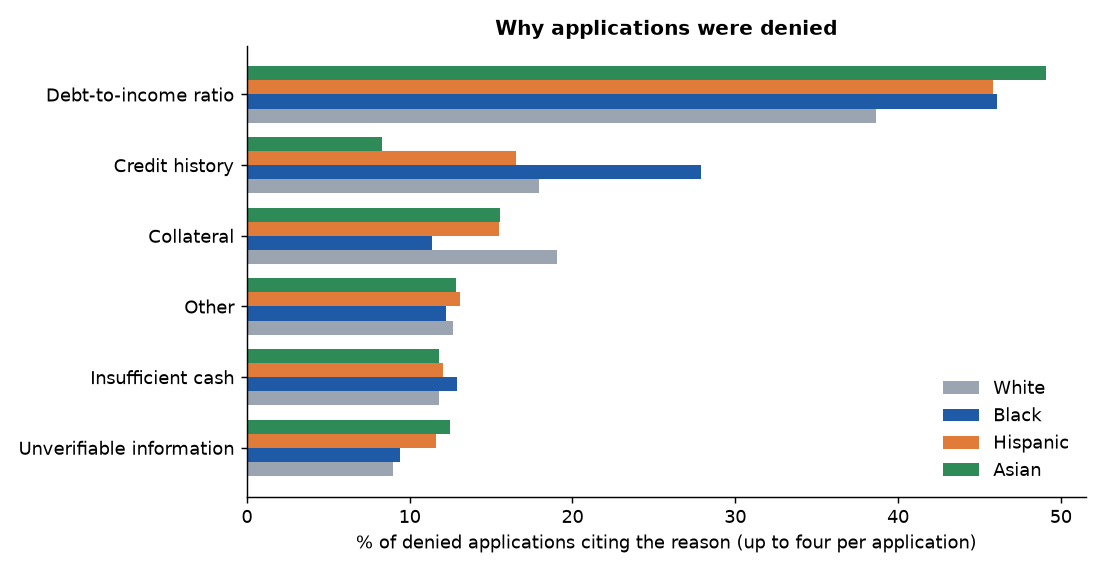 Why applications were denied
Debt-to-income ratio
Credit history
Collateral
Other
Insufficient cash
Unverifiable information
White
Black
Hispanic
Asian
0 10 20 30 40 50
% of denied applications citing the reason (up to four per application)